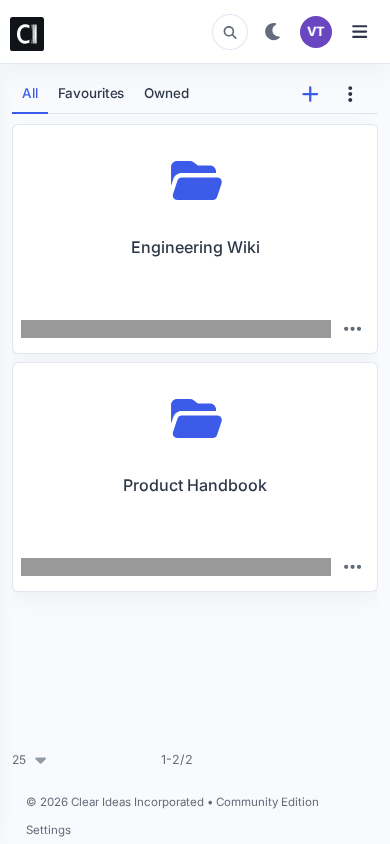 CI
VT
All Favourites Owned
Engineering Wiki
Product Handbook
25 1-2/2
© 2026 Clear Ideas Incorporated • Community Edition
Settings